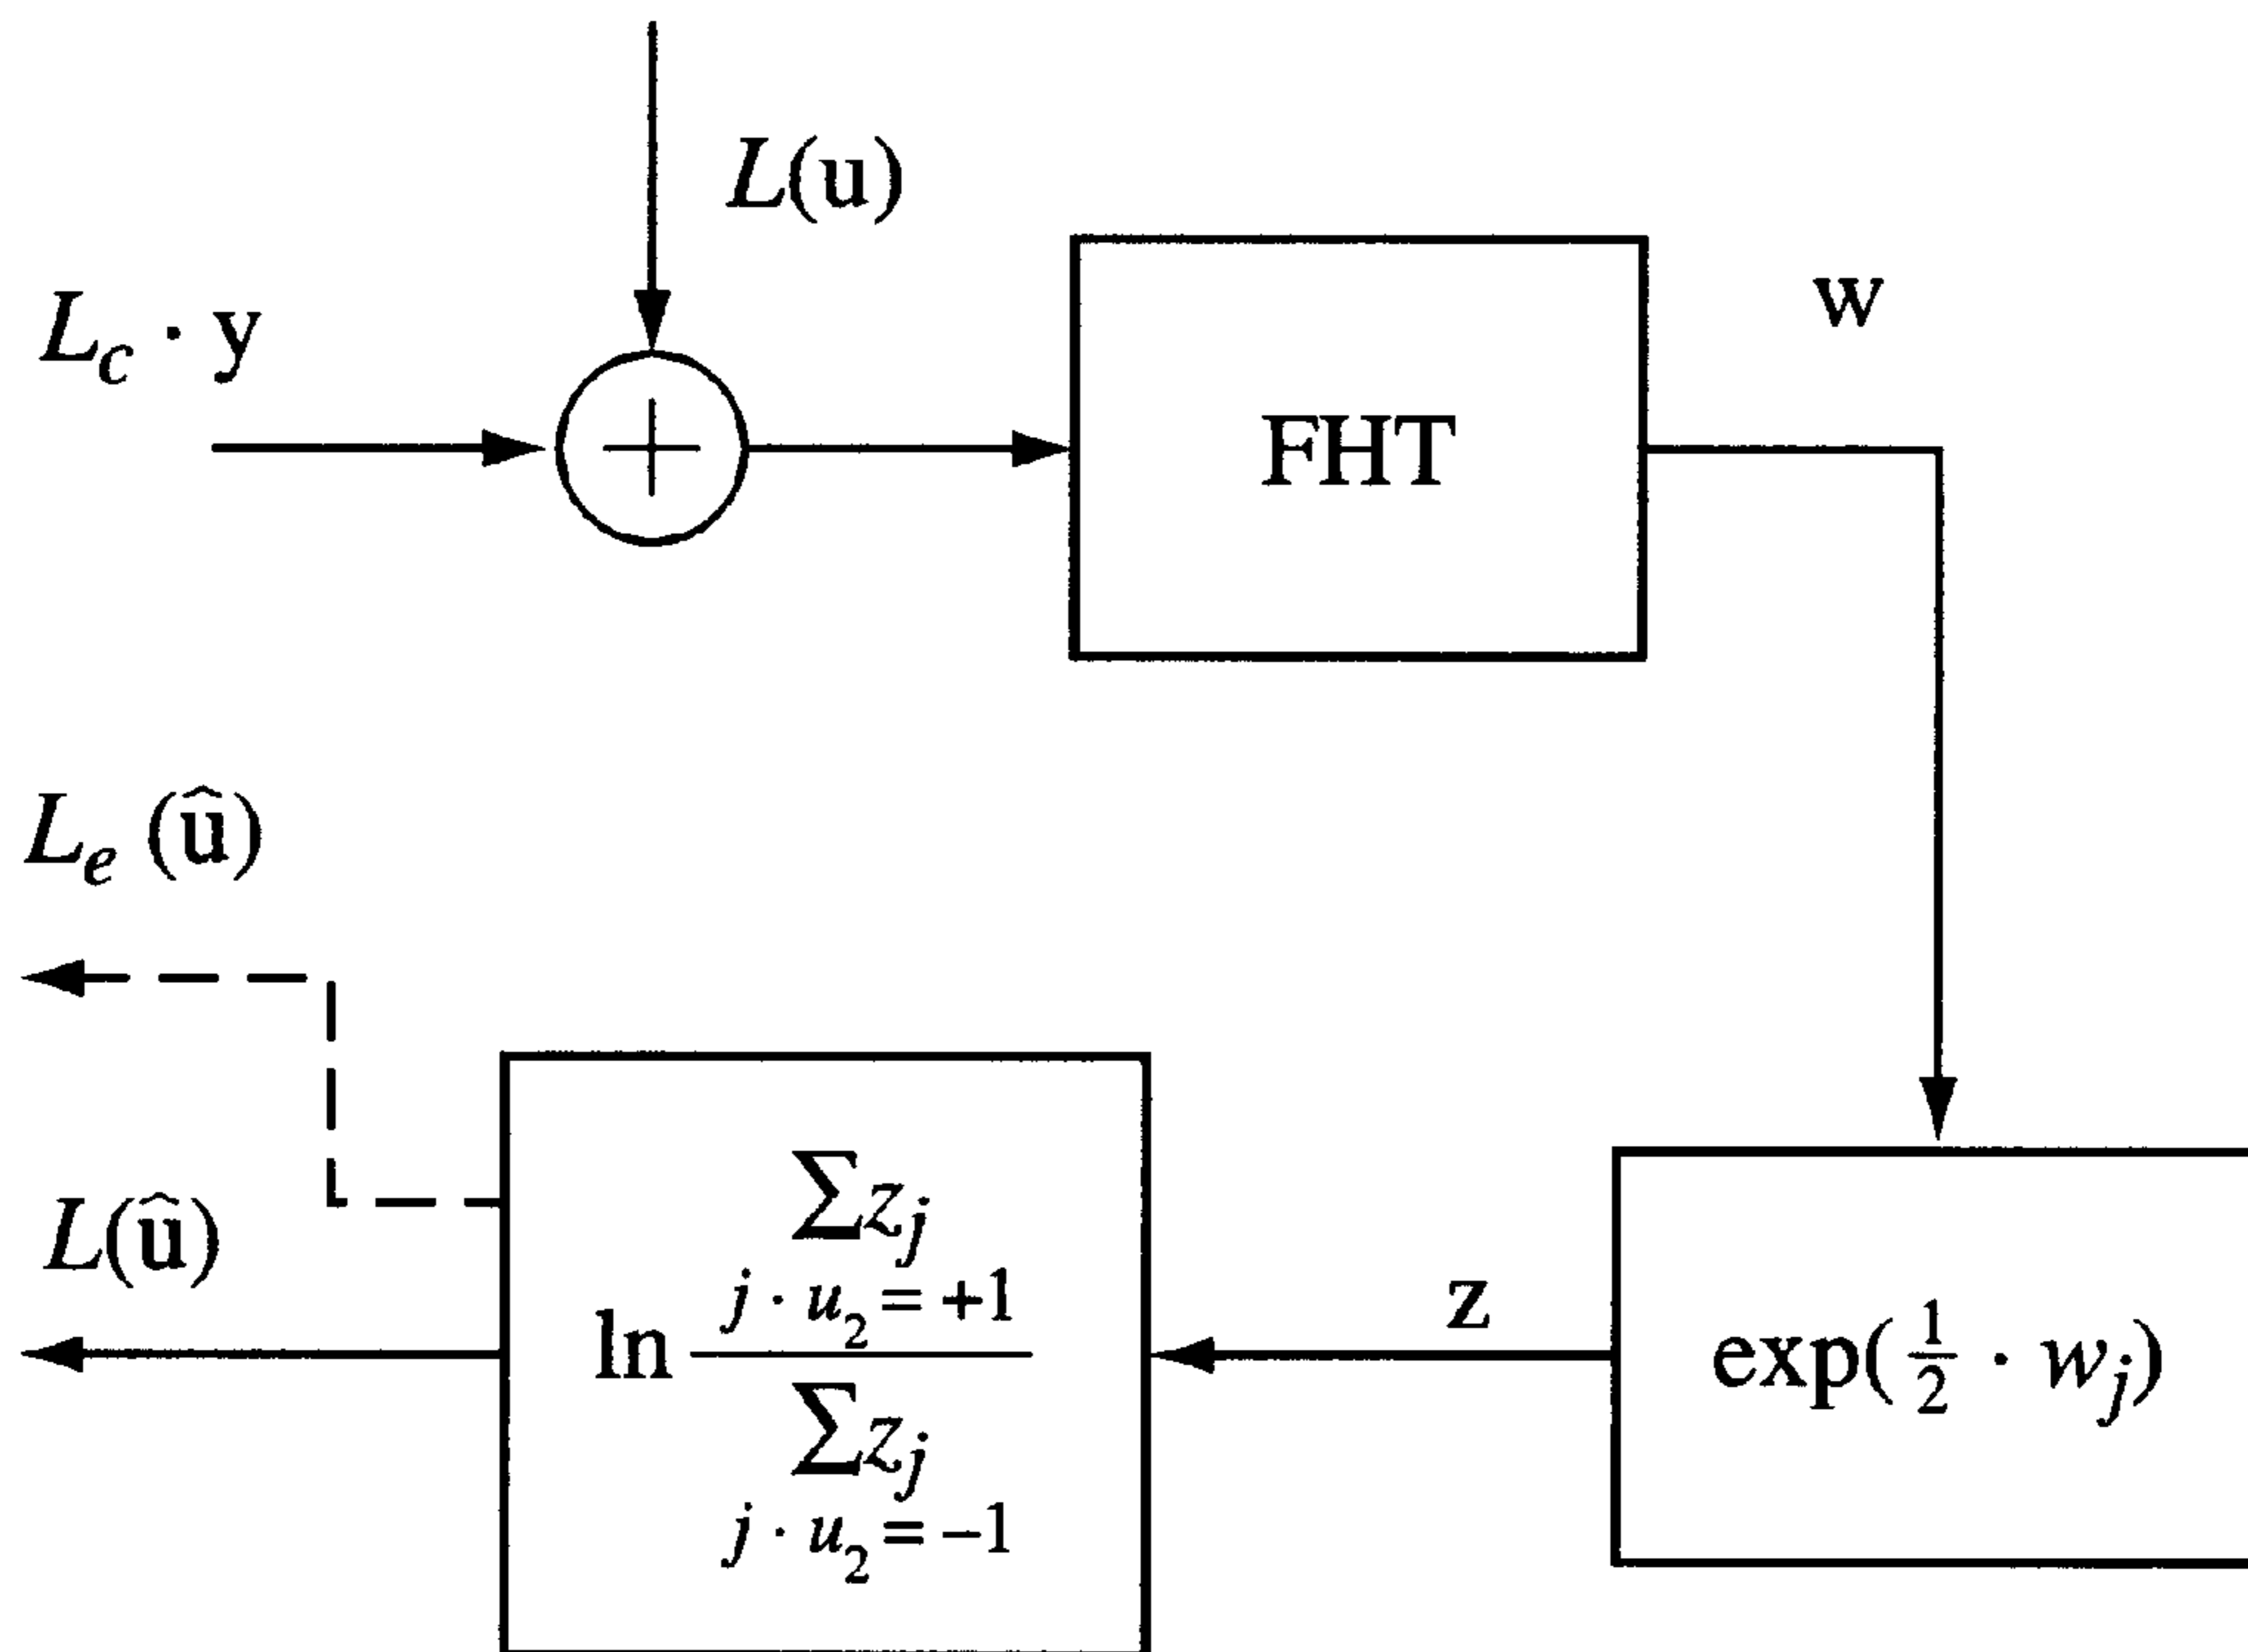 L(u)
L_c · y
+
FHT
w
L_e (û)
L(û)
ln
∑z_j
j · u_2 = +1
∑z_j
j · u_2 = −1
z
exp( 1/2 · w_j)